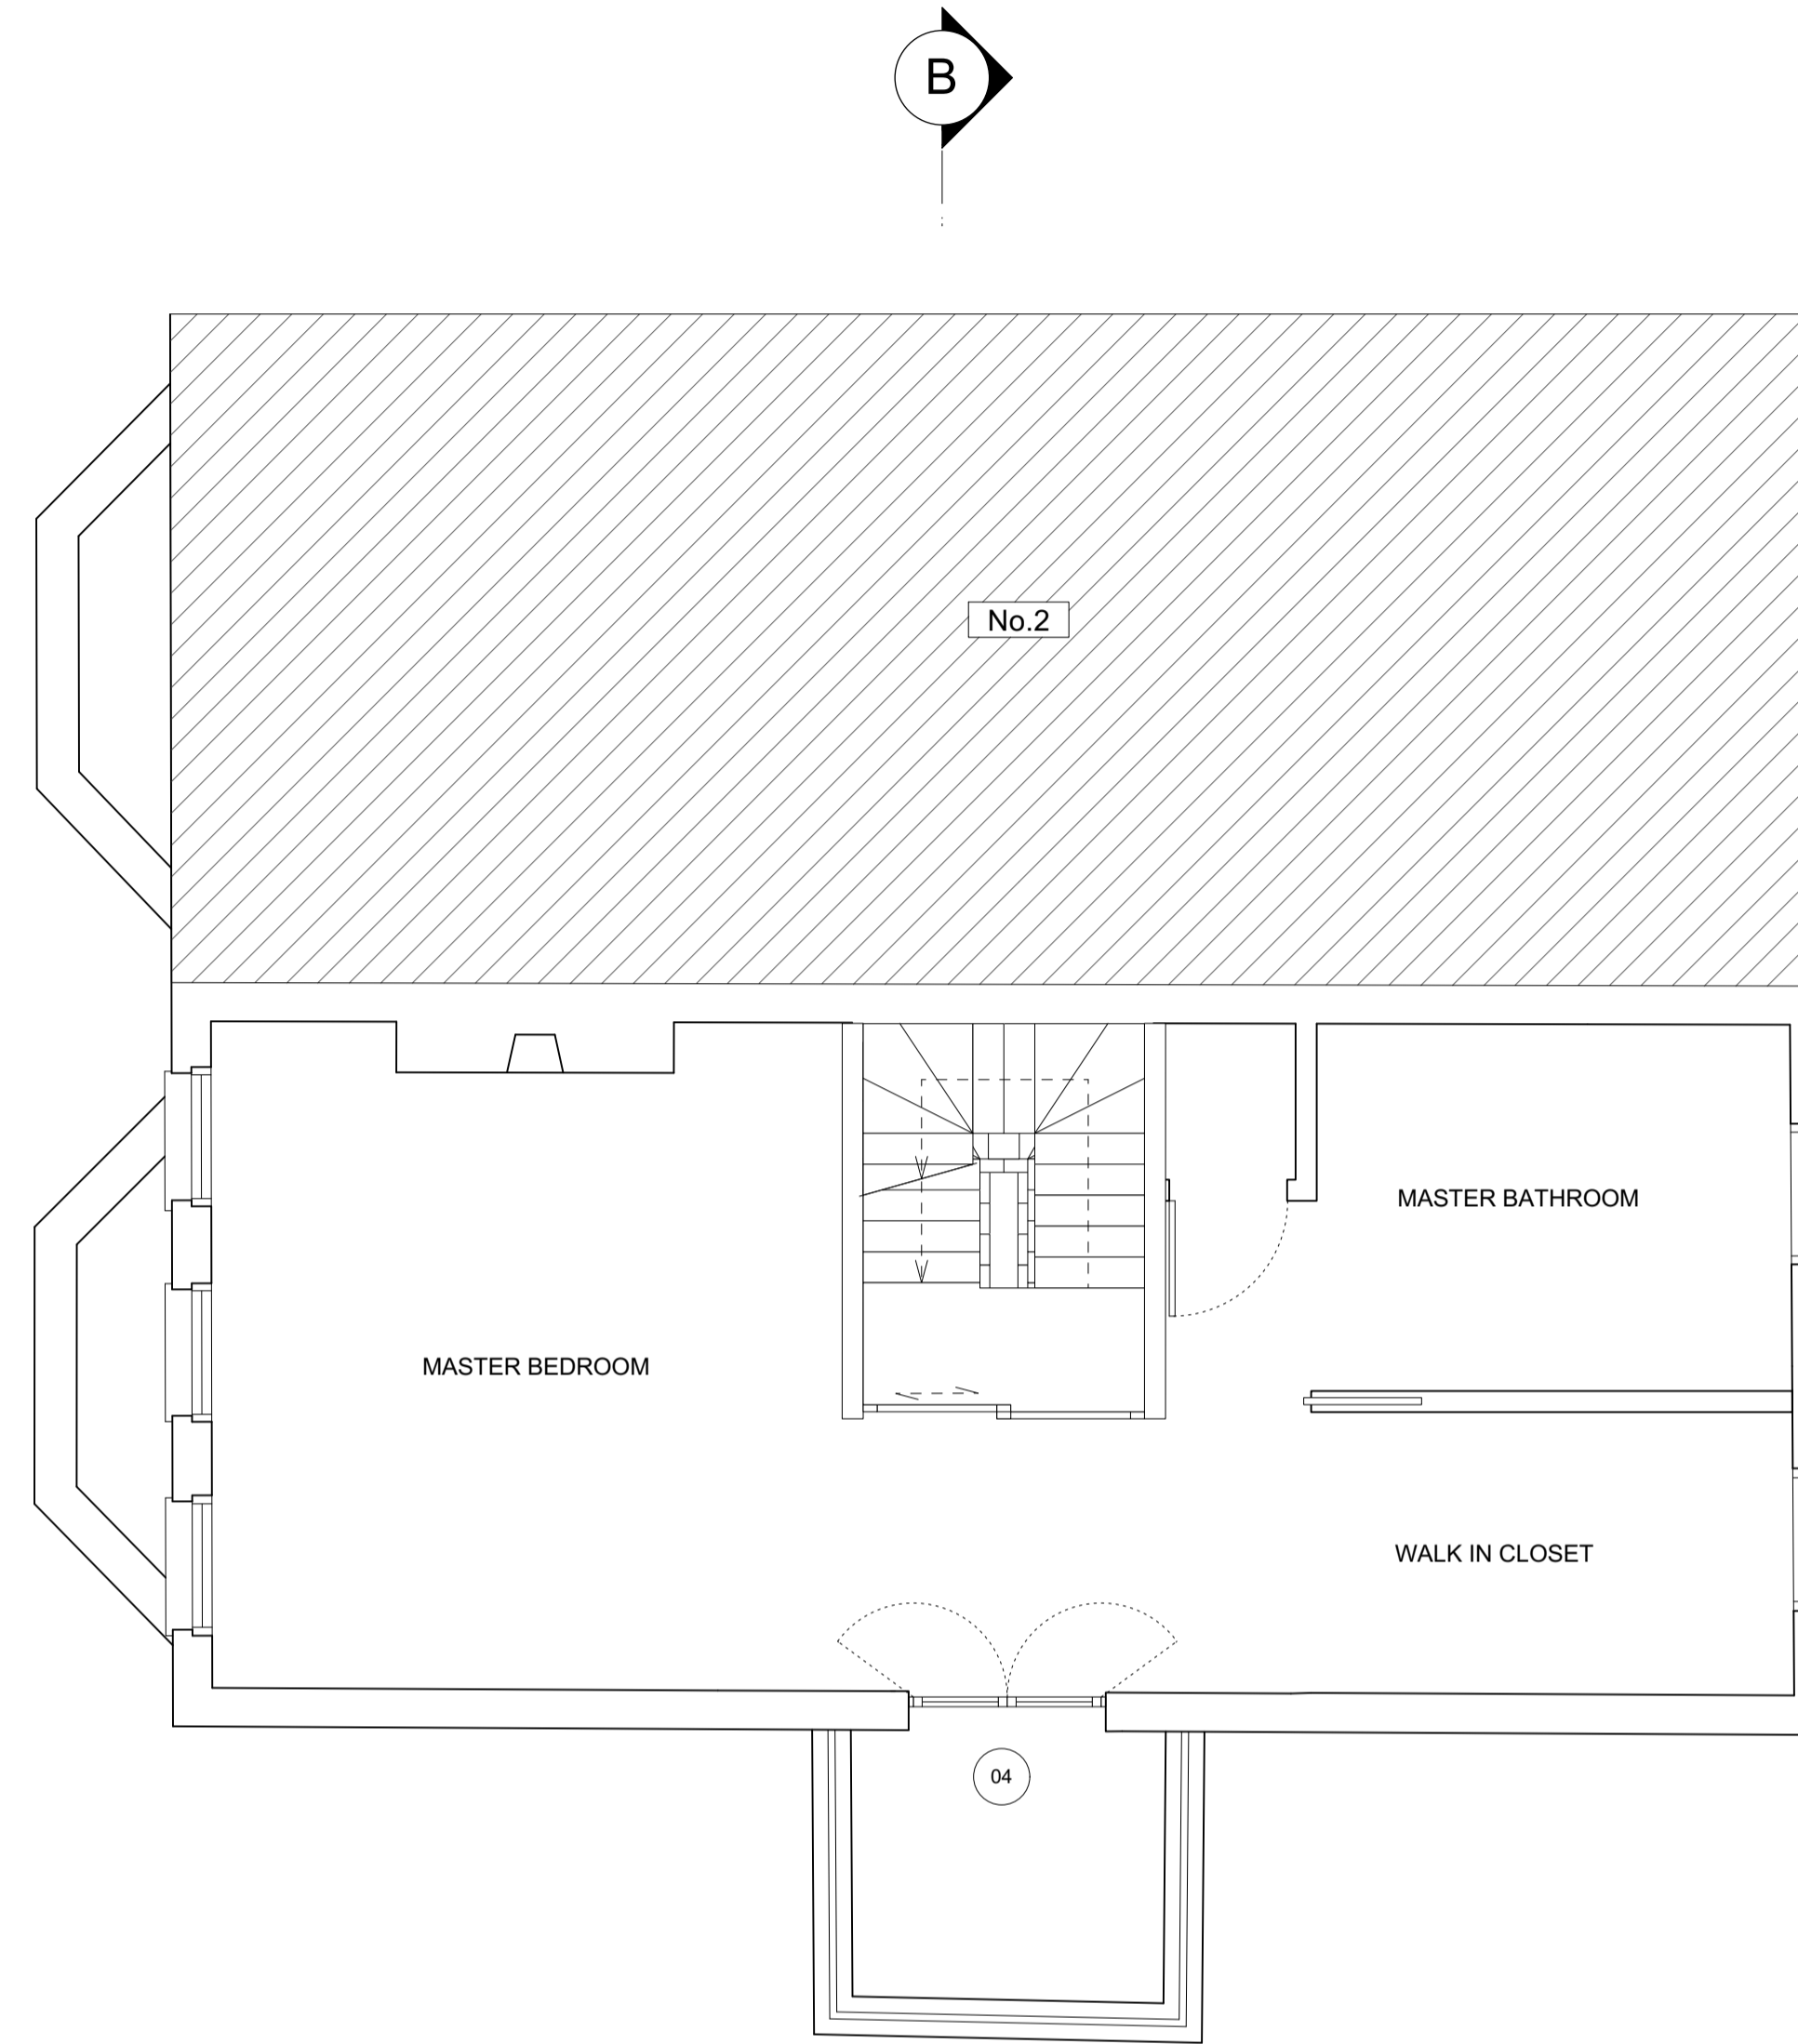 B
No.2
MASTER BATHROOM
MASTER BEDROOM
WALK IN CLOSET
04